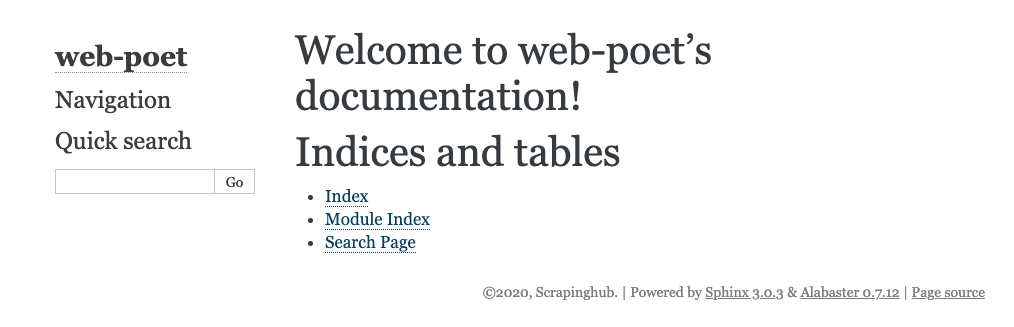 web-poet
Navigation
Quick search
Go
Welcome to web-poet’s
documentation!
Indices and tables
• Index
• Module Index
• Search Page
©2020, Scrapinghub. | Powered by Sphinx 3.0.3 & Alabaster 0.7.12 | Page source